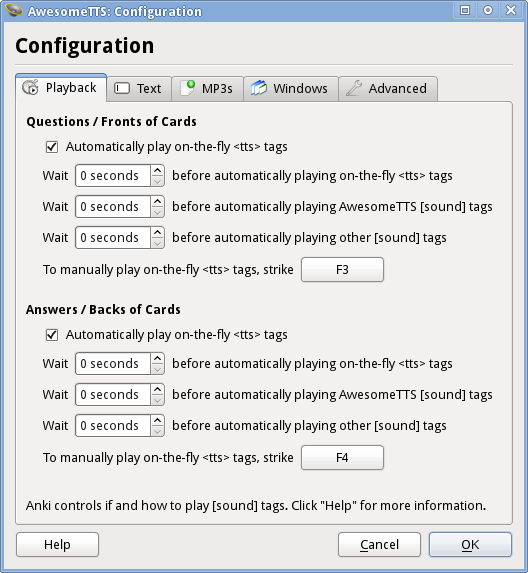 AwesomeTTS: Configuration
Configuration
Playback Text MP3s Windows Advanced
Questions / Fronts of Cards
Automatically play on-the-fly <tts> tags
Wait 0 seconds before automatically playing on-the-fly <tts> tags
Wait 0 seconds before automatically playing AwesomeTTS [sound] tags
Wait 0 seconds before automatically playing other [sound] tags
To manually play on-the-fly <tts> tags, strike F3
Answers / Backs of Cards
Automatically play on-the-fly <tts> tags
Wait 0 seconds before automatically playing on-the-fly <tts> tags
Wait 0 seconds before automatically playing AwesomeTTS [sound] tags
Wait 0 seconds before automatically playing other [sound] tags
To manually play on-the-fly <tts> tags, strike F4
Anki controls if and how to play [sound] tags. Click "Help" for more information.
Help Cancel OK